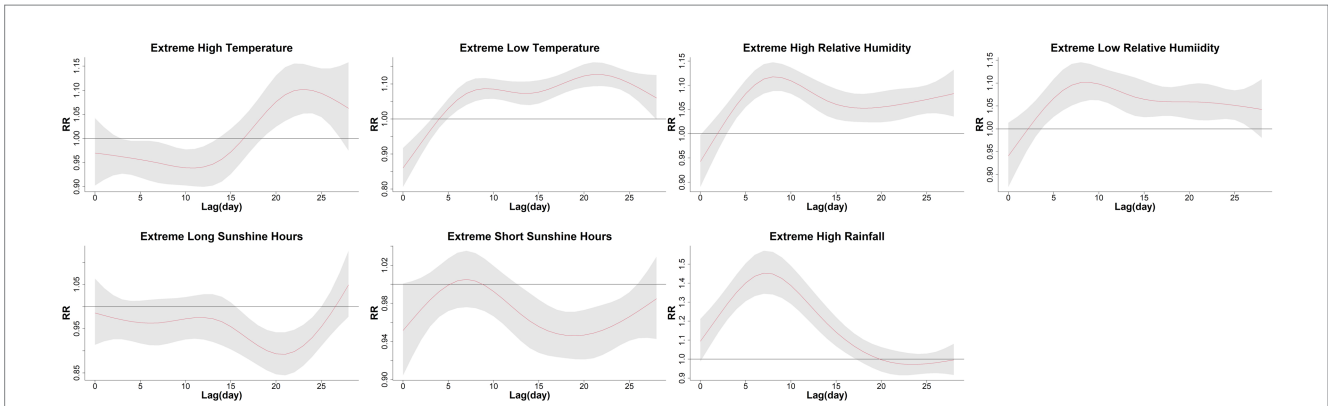 Extreme High Temperature
RR
0.90 0.95 1.00 1.05 1.10 1.15
0 5 10 15 20 25
Lag(day)
Extreme Low Temperature
RR
0.80 0.90 1.00 1.10
0 5 10 15 20 25
Lag(day)
Extreme High Relative Humidity
RR
0.90 0.95 1.00 1.05 1.10 1.15
0 5 10 15 20 25
Lag(day)
Extreme Low Relative Humiidity
RR
0.90 0.95 1.00 1.05 1.10 1.15
0 5 10 15 20 25
Lag(day)
Extreme Long Sunshine Hours
RR
0.85 0.95 1.05
0 5 10 15 20 25
Lag(day)
Extreme Short Sunshine Hours
RR
0.90 0.94 0.98 1.02
0 5 10 15 20 25
Lag(day)
Extreme High Rainfall
RR
0.9 1.0 1.1 1.2 1.3 1.4 1.5
0 5 10 15 20 25
Lag(day)